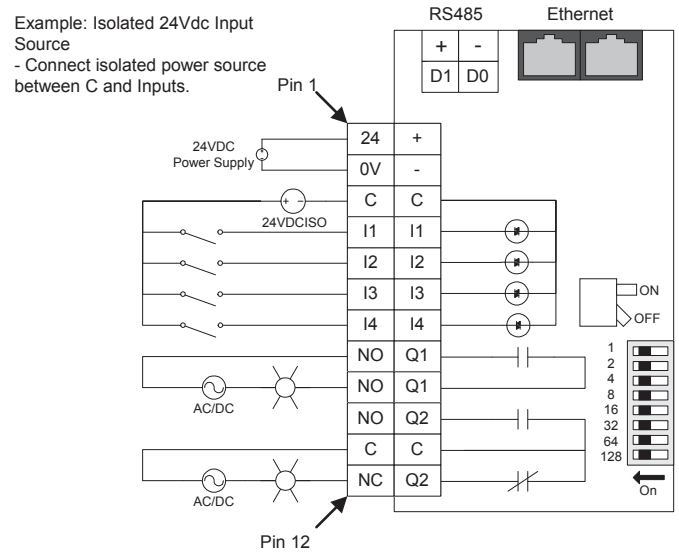 Example: Isolated 24Vdc Input
Source
- Connect isolated power source
between C and Inputs.
RS485
Ethernet
+ -
D1 D0
Pin 1
24VDC
Power Supply
24 +
0V -
C C
+ -
24VDCISO
I1 I1
I2 I2
I3 I3
I4 I4
NO Q1
NO Q1
AC/DC
NO Q2
C C
NC Q2
AC/DC
Pin 12
ON
OFF
1
2
4
8
16
32
64
128
On